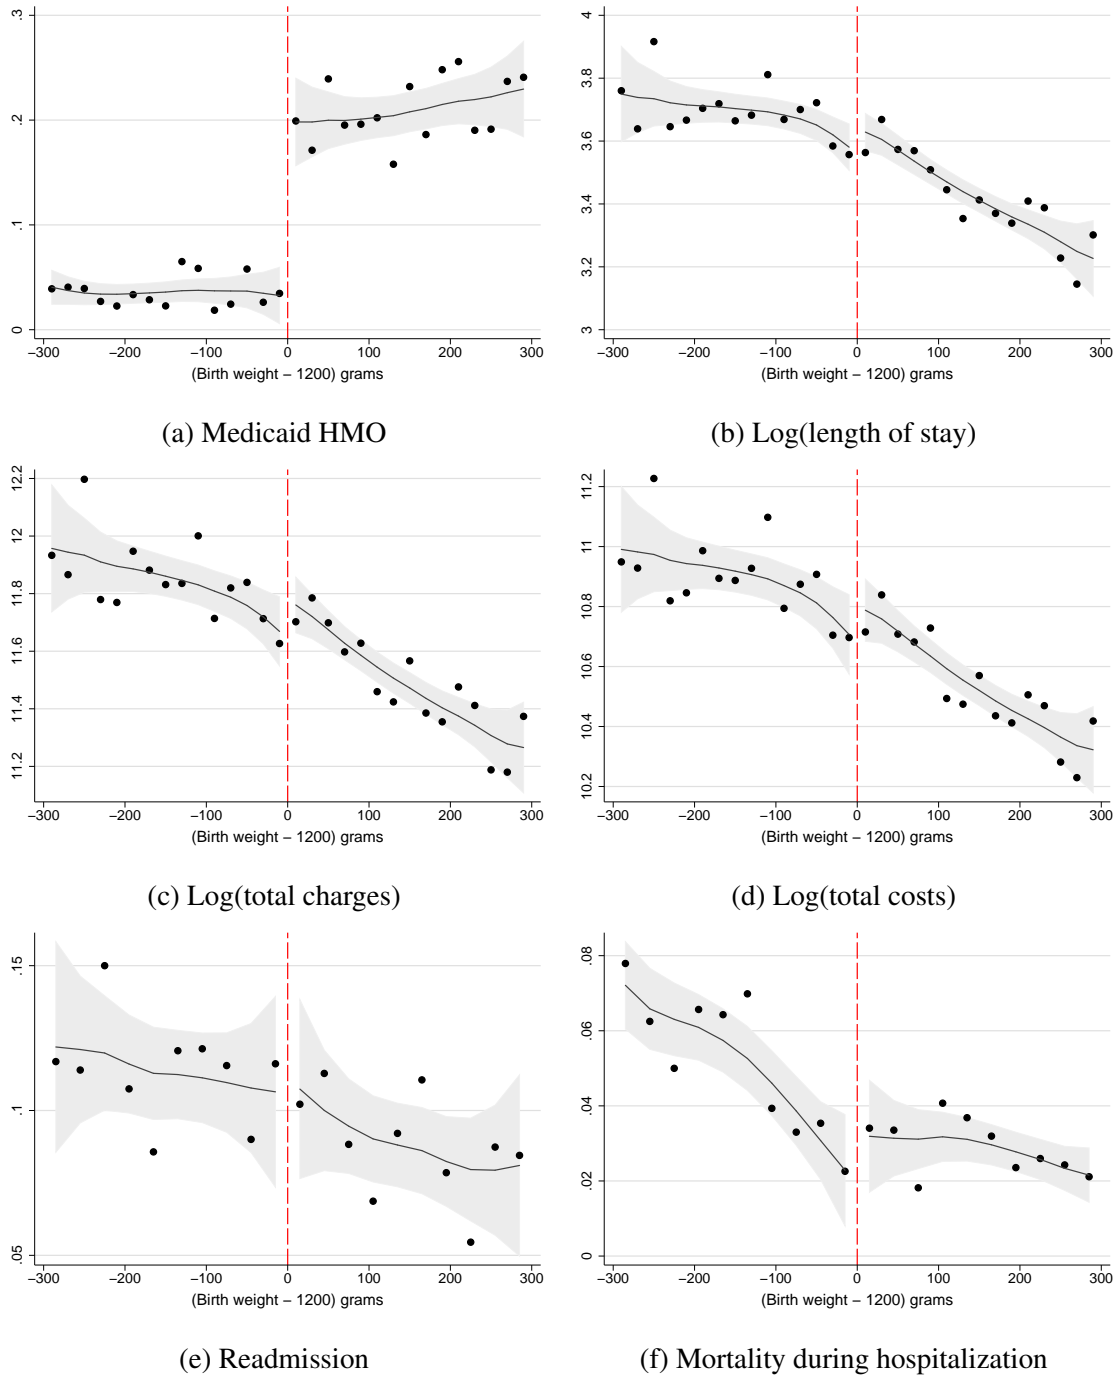 .3
.2
.1
0
−300 −200 −100 0 100 200 300
(Birth weight − 1200) grams
(a) Medicaid HMO
4
3.8
3.6
3.4
3.2
3
−300 −200 −100 0 100 200 300
(Birth weight − 1200) grams
(b) Log(length of stay)
12.2
12
11.8
11.6
11.4
11.2
−300 −200 −100 0 100 200 300
(Birth weight − 1200) grams
(c) Log(total charges)
11.2
11
10.8
10.6
10.4
10.2
−300 −200 −100 0 100 200 300
(Birth weight − 1200) grams
(d) Log(total costs)
.15
.1
.05
−300 −200 −100 0 100 200 300
(Birth weight − 1200) grams
(e) Readmission
.08
.06
.04
.02
0
−300 −200 −100 0 100 200 300
(Birth weight − 1200) grams
(f) Mortality during hospitalization